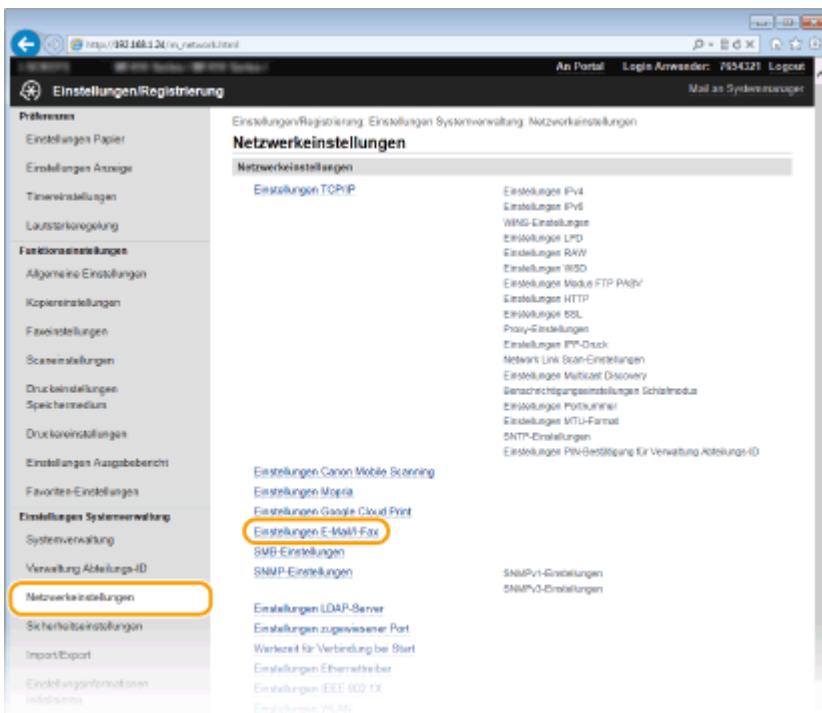 http://192.168.1.24/m_network.html
An Portal Login Anwender: 7654321 Logout
Einstellungen/Registrierung
Mail an Systemmanager
Präferenzen
Einstellungen Papier
Einstellungen Anzeige
Timereinstellungen
Lautstärkeregelung
Funktionseinstellungen
Allgemeine Einstellungen
Kopiereinstellungen
Faxeinstellungen
Scaneinstellungen
Druckeinstellungen
Speichermedium
Druckereinstellungen
Einstellungen Ausgabebericht
Favoriten-Einstellungen
Einstellungen Systemverwaltung
Systemverwaltung
Verwaltung Abteilungs-ID
Netzwerkeinstellungen
Sicherheitseinstellungen
Import/Export
Einstellungsinformationen
initialisieren
Einstellungen/Registrierung: Einstellungen Systemverwaltung: Netzwerkeinstellungen
Netzwerkeinstellungen
Netzwerkeinstellungen
Einstellungen TCP/IP
Einstellungen IPv4
Einstellungen IPv6
WINS-Einstellungen
Einstellungen LPD
Einstellungen RAW
Einstellungen WSD
Einstellungen Modus FTP PASV
Einstellungen HTTP
Einstellungen SSL
Proxy-Einstellungen
Einstellungen IPP-Druck
Network Link Scan-Einstellungen
Einstellungen Multicast Discovery
Benachrichtigungseinstellungen Schlafmodus
Einstellungen Portnummer
Einstellungen MTU-Format
SNTP-Einstellungen
Einstellungen PIN-Bestätigung für Verwaltung Abteilungs-ID
Einstellungen Canon Mobile Scanning
Einstellungen Mopria
Einstellungen Google Cloud Print
Einstellungen E-Mail/I-Fax
SMB-Einstellungen
SNMP-Einstellungen
SNMPv1-Einstellungen
SNMPv3-Einstellungen
Einstellungen LDAP-Server
Einstellungen zugewiesener Port
Wartezeit für Verbindung bei Start
Einstellungen Ethernettreiber
Einstellungen IEEE 802.1X
Einstellungen WLAN